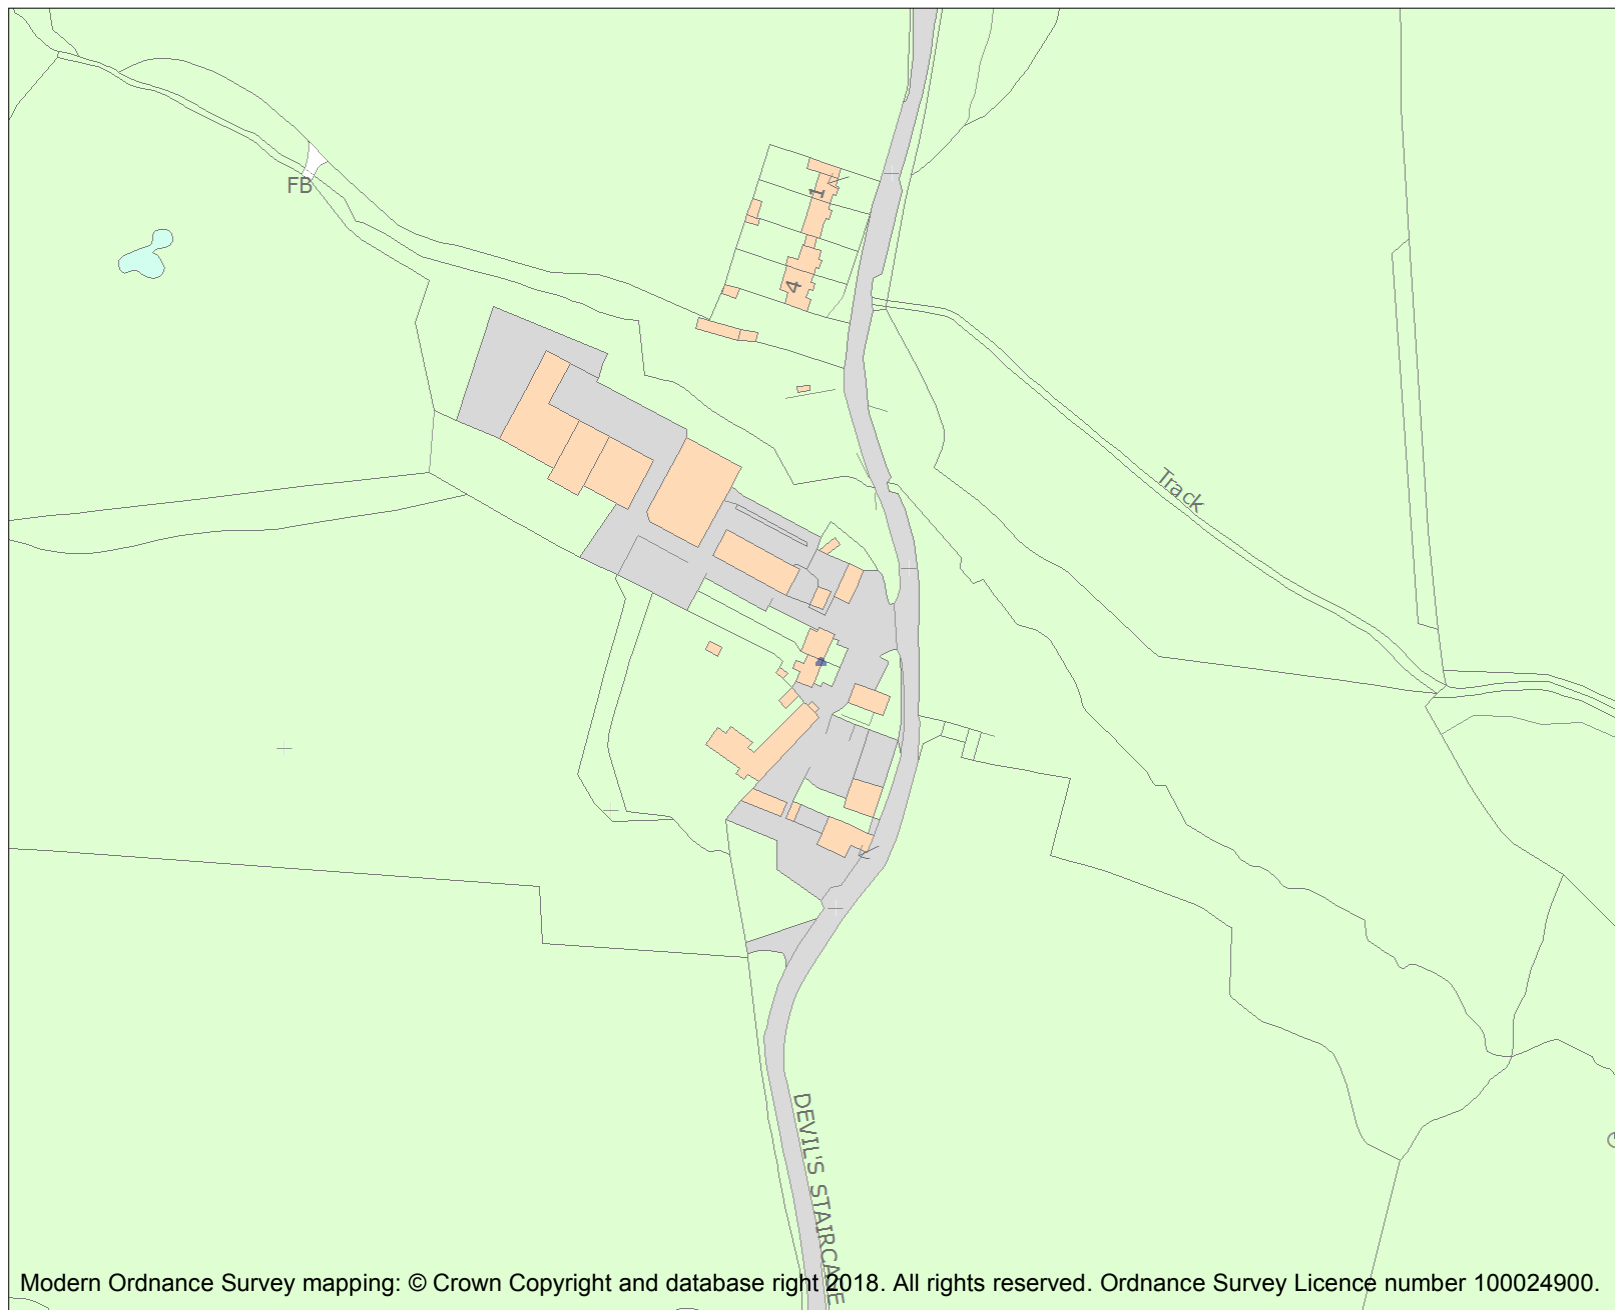 FB
1
4
Track
DEVIL'S STAIRCASE
Modern Ordnance Survey mapping: © Crown Copyright and database right 2018. All rights reserved. Ordnance Survey Licence number 100024900.